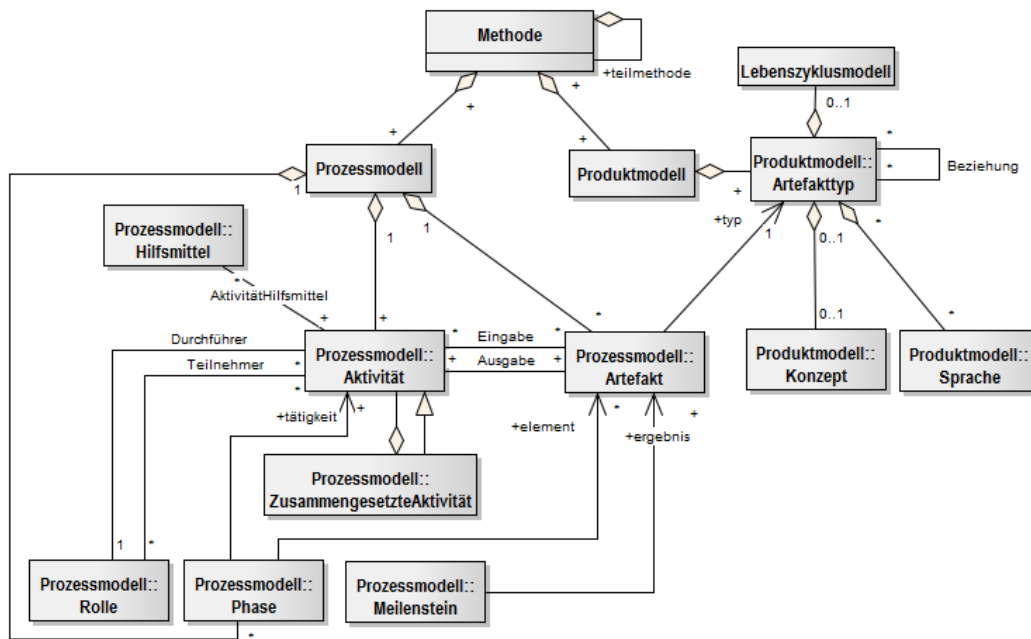 Methode
+teilmethode
+
+
Lebenszyklusmodell
0..1
+
+
Prozessmodell
1
Produktmodell
+
Produktmodell::
Artefakttyp
*
*
Beziehung
+typ
1
0..1
*
1
1
Prozessmodell::
Hilfsmittel
*
AktivitätHilfsmittel
+
+
*
0..1
*
Durchführer
Teilnehmer
*
*
Prozessmodell::
Aktivität
*
Eingabe
*
+
Ausgabe
+
Prozessmodell::
Artefakt
Produktmodell::
Konzept
Produktmodell::
Sprache
+tätigkeit
+
+element
*
+ergebnis
+
Prozessmodell::
ZusammengesetzteAktivität
1
*
Prozessmodell::
Rolle
Prozessmodell::
Phase
*
Prozessmodell::
Meilenstein